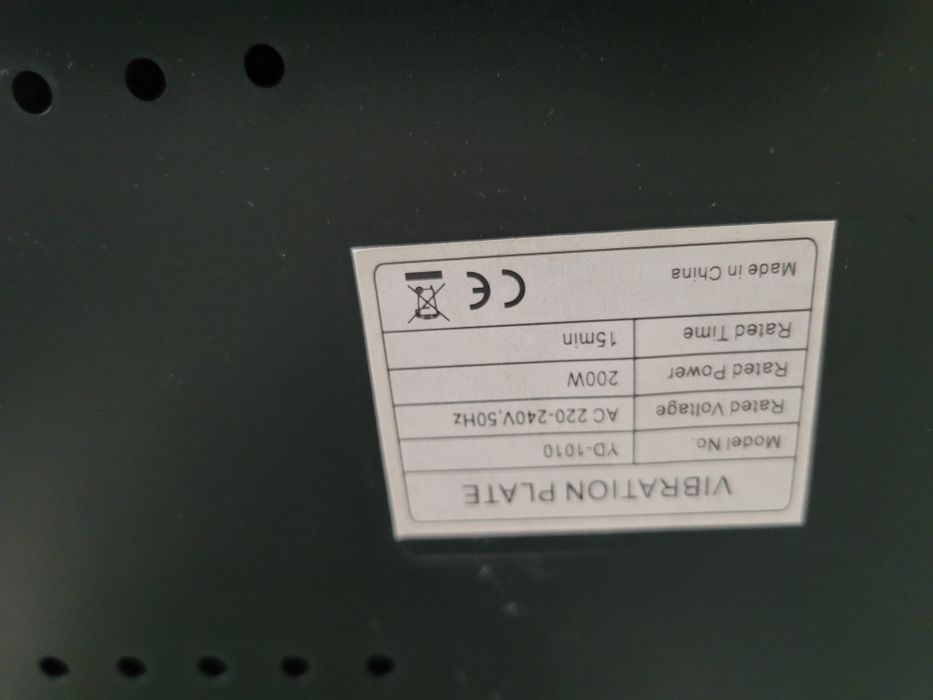 VIBRATION PLATE
Model No. YD-1010
Rated Voltage AC 220-240V,50Hz
Rated Power 200W
Rated Time 15min
Made in China CE